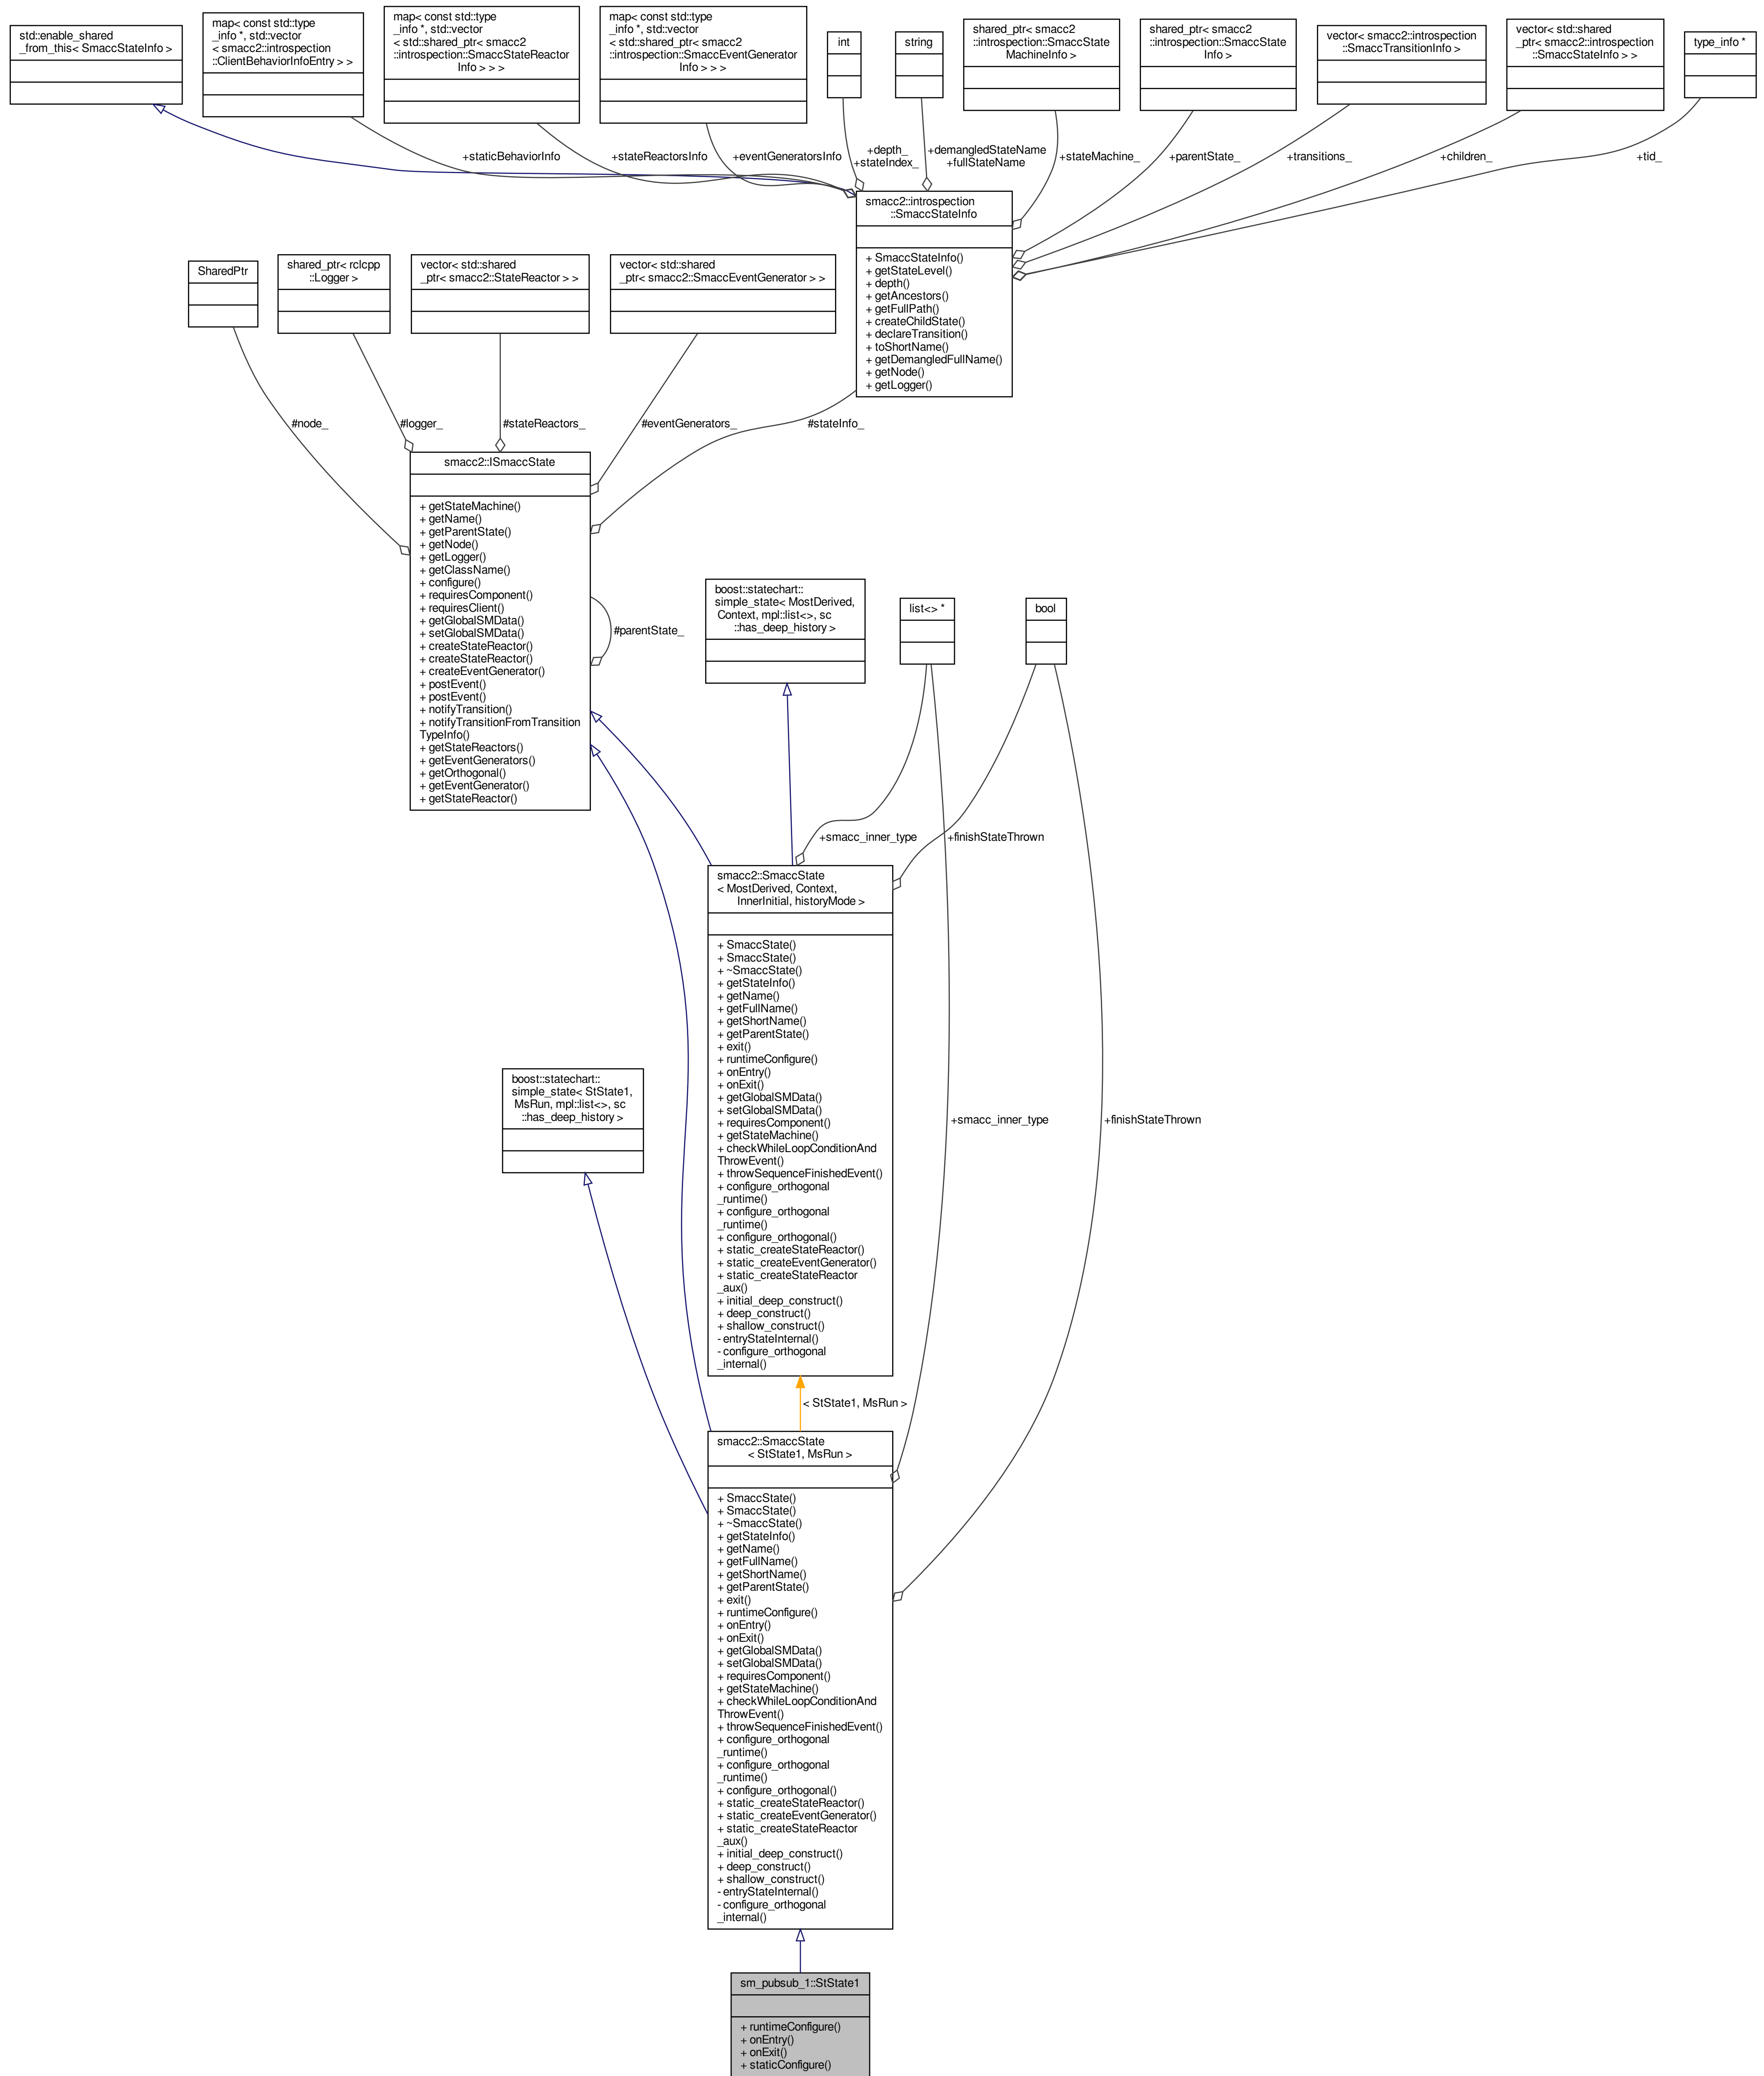 std::enable_shared
_from_this< SmaccStateInfo >
map< const std::type
_info *, std::vector
< smacc2::introspection
::ClientBehaviorInfoEntry > >
map< const std::type
_info *, std::vector
< std::shared_ptr< smacc2
::introspection::SmaccStateReactor
Info > > >
map< const std::type
_info *, std::vector
< std::shared_ptr< smacc2
::introspection::SmaccEventGenerator
Info > > >
int
string
shared_ptr< smacc2
::introspection::SmaccState
MachineInfo >
shared_ptr< smacc2
::introspection::SmaccState
Info >
vector< smacc2::introspection
::SmaccTransitionInfo >
vector< std::shared
_ptr< smacc2::introspection
::SmaccStateInfo > >
type_info *
+staticBehaviorInfo
+stateReactorsInfo
+eventGeneratorsInfo
+depth_
+stateIndex_
+demangledStateName
+fullStateName
+stateMachine_
+parentState_
+transitions_
+children_
+tid_
smacc2::introspection
::SmaccStateInfo
+ SmaccStateInfo()
+ getStateLevel()
+ depth()
+ getAncestors()
+ getFullPath()
+ createChildState()
+ declareTransition()
+ toShortName()
+ getDemangledFullName()
+ getNode()
+ getLogger()
SharedPtr
shared_ptr< rclcpp
::Logger >
vector< std::shared
_ptr< smacc2::StateReactor > >
vector< std::shared
_ptr< smacc2::SmaccEventGenerator > >
#node_
#logger_
#stateReactors_
#eventGenerators_
#stateInfo_
smacc2::ISmaccState
+ getStateMachine()
+ getName()
+ getParentState()
+ getNode()
+ getLogger()
+ getClassName()
+ configure()
+ requiresComponent()
+ requiresClient()
+ getGlobalSMData()
+ setGlobalSMData()
+ createStateReactor()
+ createStateReactor()
+ createEventGenerator()
+ postEvent()
+ postEvent()
+ notifyTransition()
+ notifyTransitionFromTransition
TypeInfo()
+ getStateReactors()
+ getEventGenerators()
+ getOrthogonal()
+ getEventGenerator()
+ getStateReactor()
#parentState_
boost::statechart::
simple_state< MostDerived,
Context, mpl::list<>, sc
::has_deep_history >
list<> *
bool
+smacc_inner_type
+finishStateThrown
smacc2::SmaccState
< MostDerived, Context,
InnerInitial, historyMode >
+ SmaccState()
+ SmaccState()
+ ~SmaccState()
+ getStateInfo()
+ getName()
+ getFullName()
+ getShortName()
+ getParentState()
+ exit()
+ runtimeConfigure()
+ onEntry()
+ onExit()
+ getGlobalSMData()
+ setGlobalSMData()
+ requiresComponent()
+ getStateMachine()
+ checkWhileLoopConditionAnd
ThrowEvent()
+ throwSequenceFinishedEvent()
+ configure_orthogonal
_runtime()
+ configure_orthogonal
_runtime()
+ configure_orthogonal()
+ static_createStateReactor()
+ static_createEventGenerator()
+ static_createStateReactor
_aux()
+ initial_deep_construct()
+ deep_construct()
+ shallow_construct()
- entryStateInternal()
- configure_orthogonal
_internal()
boost::statechart::
simple_state< StState1,
MsRun, mpl::list<>, sc
::has_deep_history >
+smacc_inner_type
+finishStateThrown
< StState1, MsRun >
smacc2::SmaccState
< StState1, MsRun >
+ SmaccState()
+ SmaccState()
+ ~SmaccState()
+ getStateInfo()
+ getName()
+ getFullName()
+ getShortName()
+ getParentState()
+ exit()
+ runtimeConfigure()
+ onEntry()
+ onExit()
+ getGlobalSMData()
+ setGlobalSMData()
+ requiresComponent()
+ getStateMachine()
+ checkWhileLoopConditionAnd
ThrowEvent()
+ throwSequenceFinishedEvent()
+ configure_orthogonal
_runtime()
+ configure_orthogonal
_runtime()
+ configure_orthogonal()
+ static_createStateReactor()
+ static_createEventGenerator()
+ static_createStateReactor
_aux()
+ initial_deep_construct()
+ deep_construct()
+ shallow_construct()
- entryStateInternal()
- configure_orthogonal
_internal()
sm_pubsub_1::StState1
+ runtimeConfigure()
+ onEntry()
+ onExit()
+ staticConfigure()